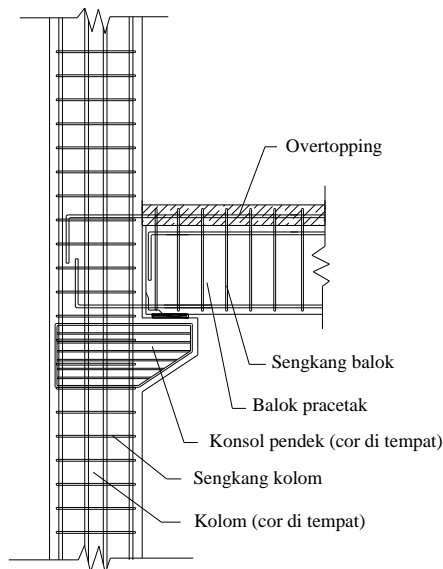 Overtopping
Sengkang balok
Balok pracetak
Konsol pendek (cor di tempat)
Sengkang kolom
Kolom (cor di tempat)